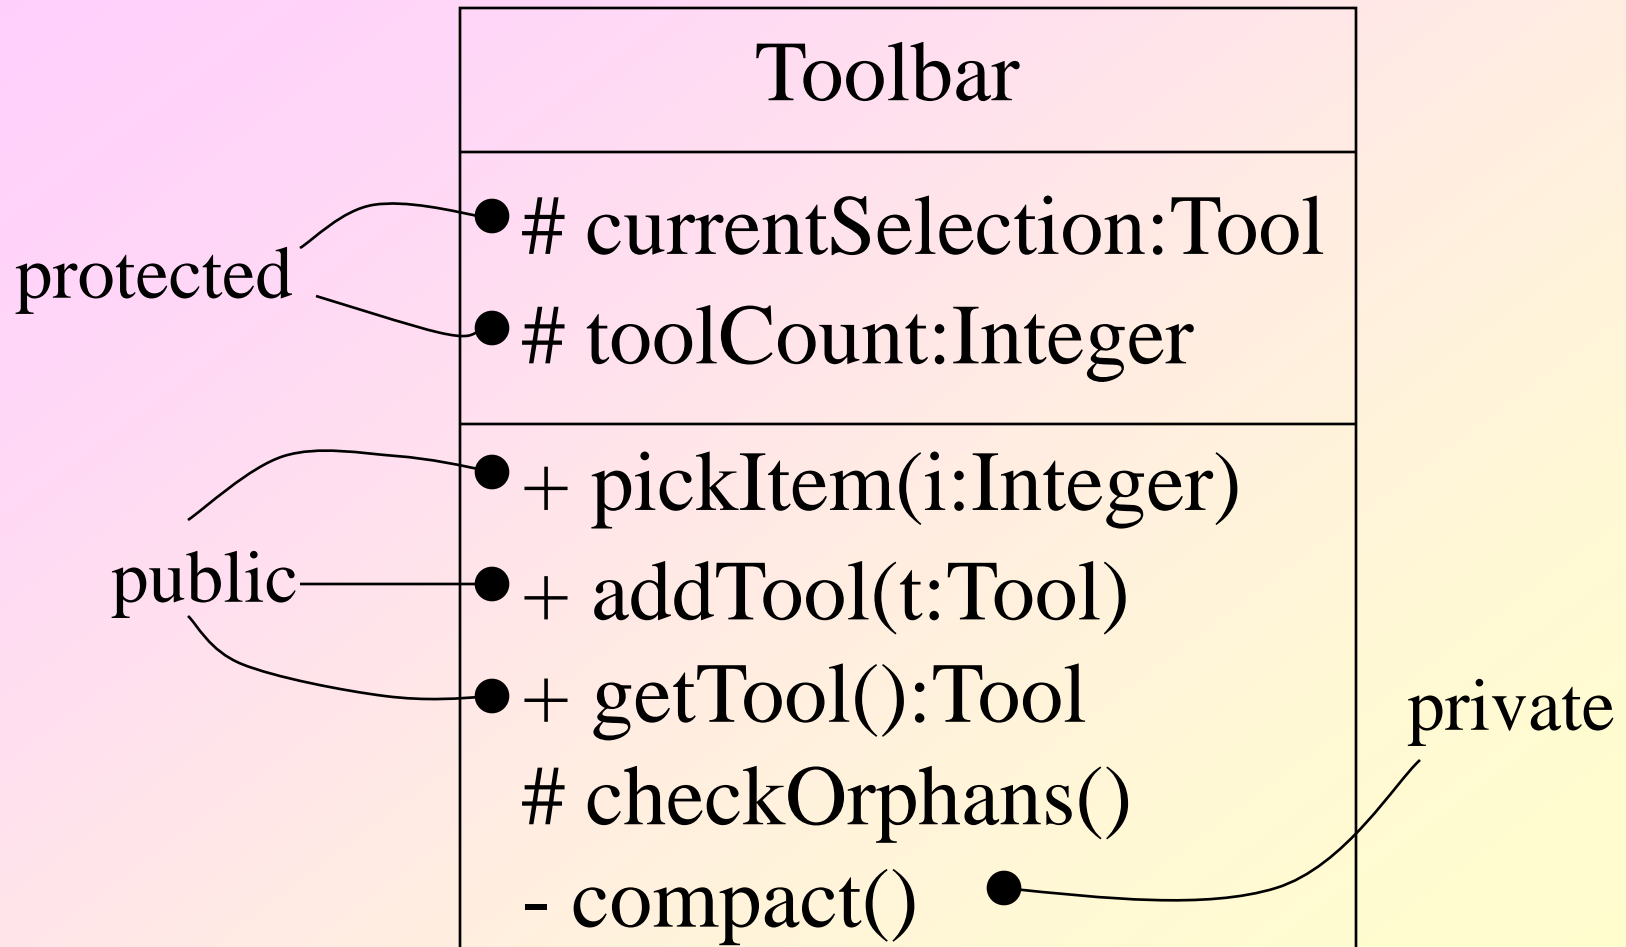 Toolbar
# currentSelection:Tool
protected
# toolCount:Integer
+ pickItem(i:Integer)
public
+ addTool(t:Tool)
+ getTool():Tool
private
# checkOrphans()
- compact()